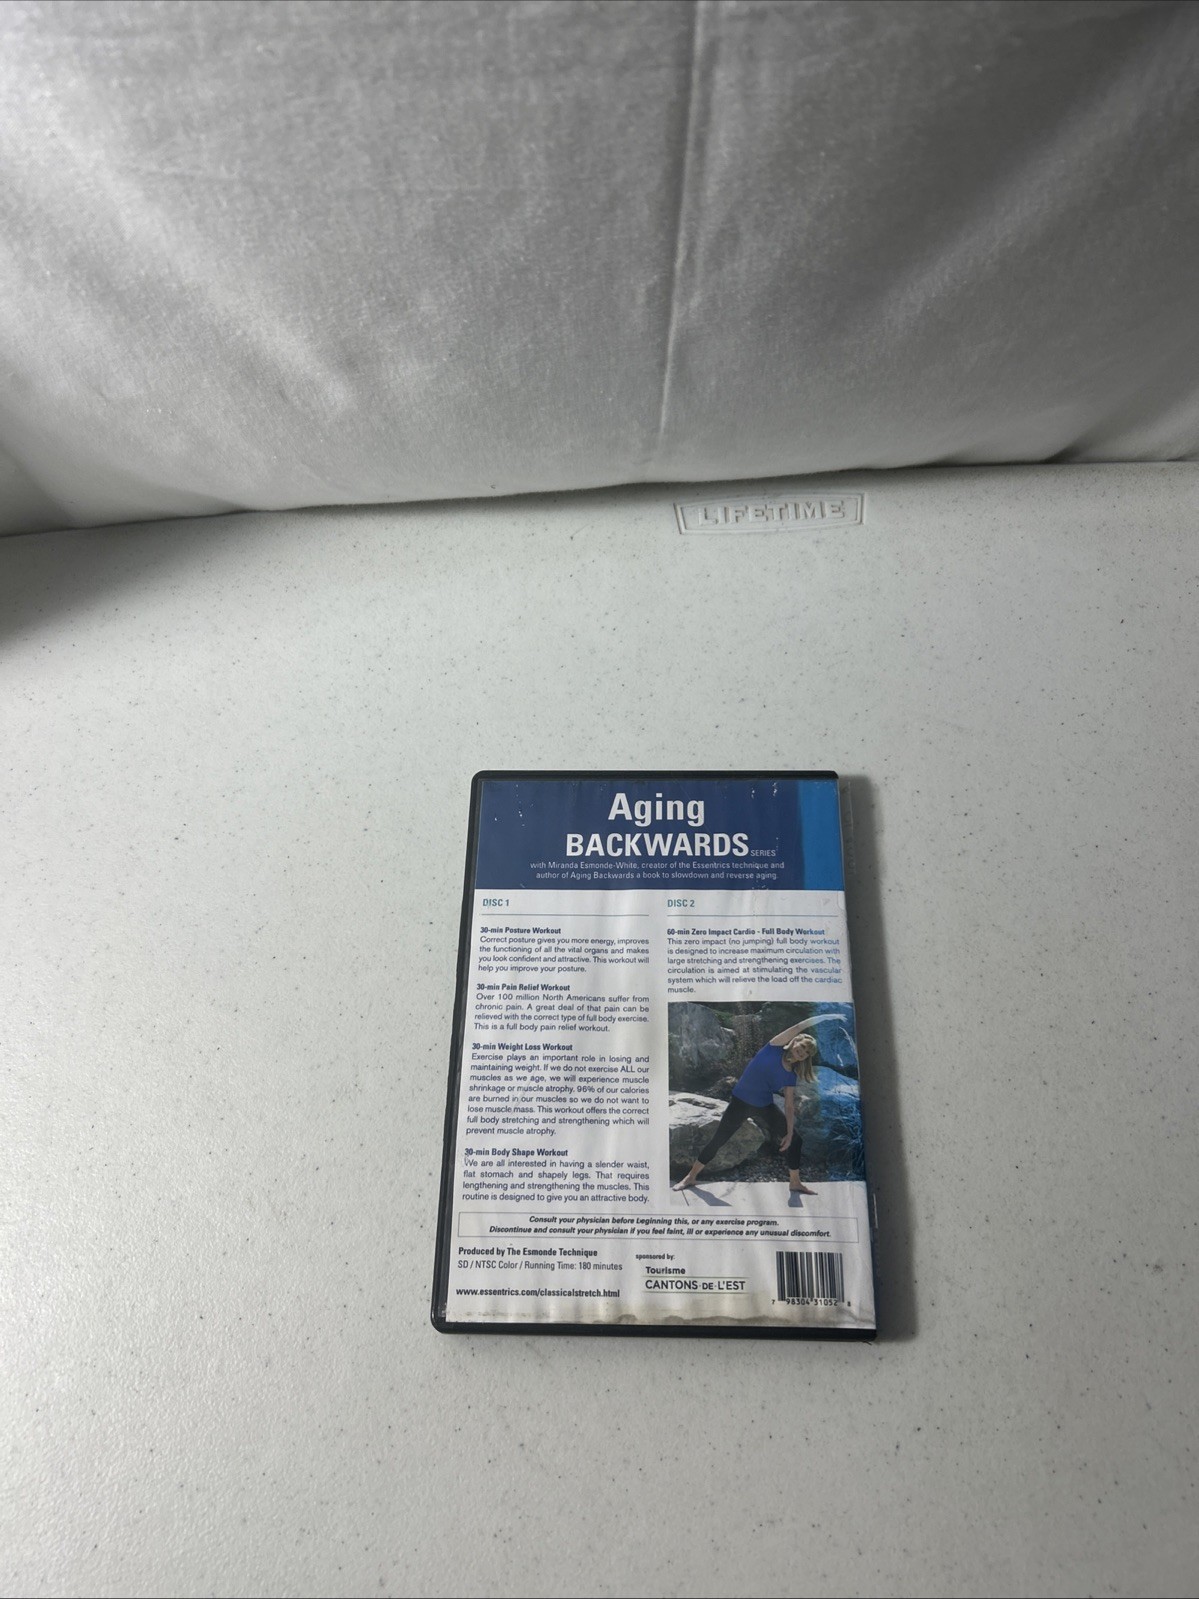 LIFETIME
Aging
BACKWARDS SERIES
with Miranda Esmonde-White, creator of the Essentrics technique and
author of Aging Backwards a book to slowdown and reverse aging.
DISC 1
30-min Posture Workout
Correct posture gives you more energy, improves
the functioning of all the vital organs and makes
you look confident and attractive. This workout will
help you improve your posture.
30-min Pain Relief Workout
Over 100 million North Americans suffer from
chronic pain. A great deal of that pain can be
relieved with the correct type of full body exercise.
This is a full body pain relief workout.
30-min Weight Loss Workout
Exercise plays an important role in losing and
maintaining weight. If we do not exercise ALL our
muscles as we age, we will experience muscle
shrinkage or muscle atrophy. 96% of our calories
are burned in our muscles so we do not want to
lose muscle mass. This workout offers the correct
full body stretching and strengthening which will
prevent muscle atrophy.
30-min Body Shape Workout
We are all interested in having a slender waist,
flat stomach and shapely legs. That requires
lengthening and strengthening the muscles. This
routine is designed to give you an attractive body.
DISC 2
60-min Zero Impact Cardio - Full Body Workout
This zero impact (no jumping) full body workout
is designed to increase maximum circulation with
large stretching and strengthening exercises. The
circulation is aimed at stimulating the vascular
system which will relieve the load off the cardiac
muscle.
Consult your physician before beginning this, or any exercise program.
Discontinue and consult your physician if you feel faint, ill or experience any unusual discomfort.
Produced by The Esmonde Technique
SD / NTSC Color / Running Time: 180 minutes
www.essentrics.com/classicalstretch.html
sponsored by:
Tourisme
CANTONS-DE-L'EST
7 98304 31052 8